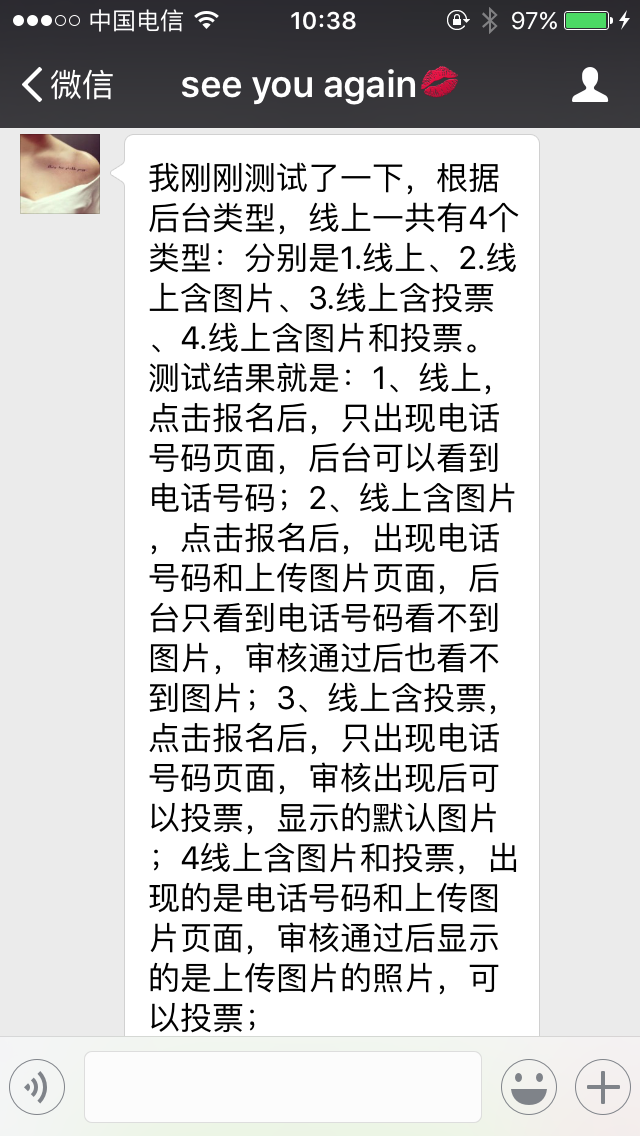 中国电信 10:38 97%
微信 see you again
我刚刚测试了一下，根据
后台类型，线上一共有4个
类型：分别是1.线上、2.线
上含图片、3.线上含投票
、4.线上含图片和投票。
测试结果就是：1、线上，
点击报名后，只出现电话
号码页面，后台可以看到
电话号码；2、线上含图片
，点击报名后，出现电话
号码和上传图片页面，后
台只看到电话号码看不到
图片，审核通过后也看不
到图片；3、线上含投票，
点击报名后，只出现电话
号码页面，审核出现后可
以投票，显示的默认图片
；4线上含图片和投票，出
现的是电话号码和上传图
片页面，审核通过后显示
的是上传图片的照片，可
以投票；